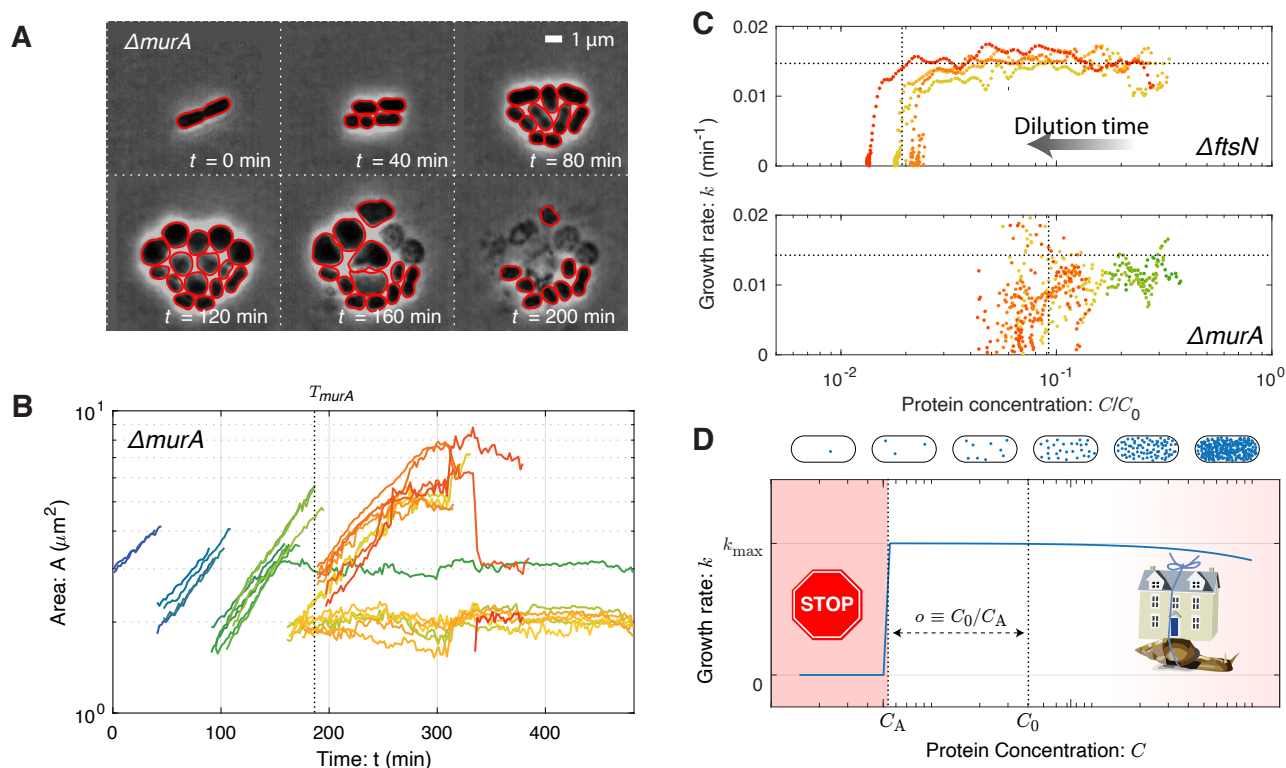 A
ΔmurA
1 μm
t = 0 min
t = 40 min
t = 80 min
t = 120 min
t = 160 min
t = 200 min
B
T_murA
ΔmurA
10^1
10^0
Area: A (μm^2)
0
100
200
300
400
Time: t (min)
C
0.02
0.01
0
Dilution time
ΔftsN
0.02
0.01
0
ΔmurA
Growth rate: k (min^-1)
10^-2
10^-1
10^0
Protein concentration: C/C_0
D
k_max
0
Growth rate: k
STOP
o ≡ C_0/C_A
C_A
C_0
Protein Concentration: C